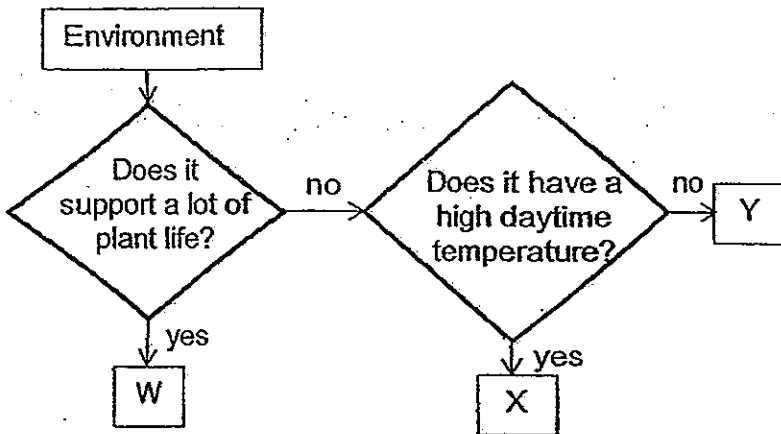 Environment
Does it
support a lot of
plant life?
no
Does it have a
high daytime
temperature?
no
Y
yes
W
yes
X